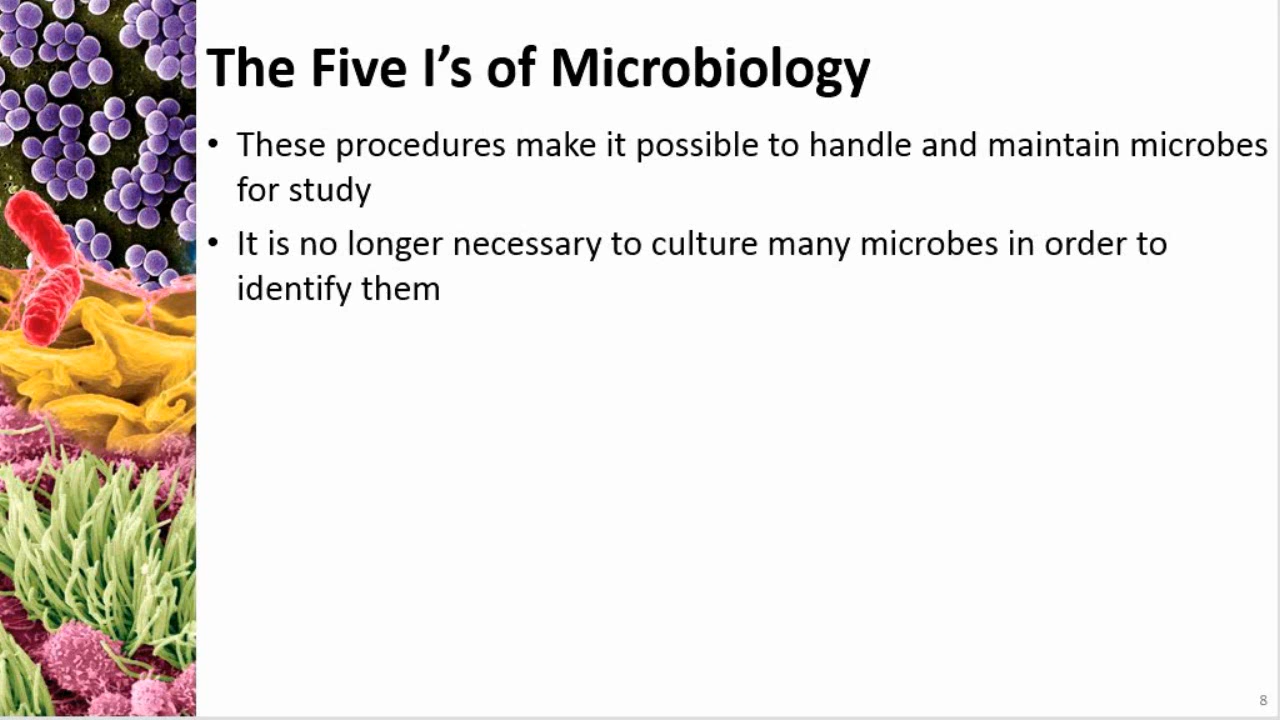 The Five I’s of Microbiology
• These procedures make it possible to handle and maintain microbes
for study
• It is no longer necessary to culture many microbes in order to
identify them
8